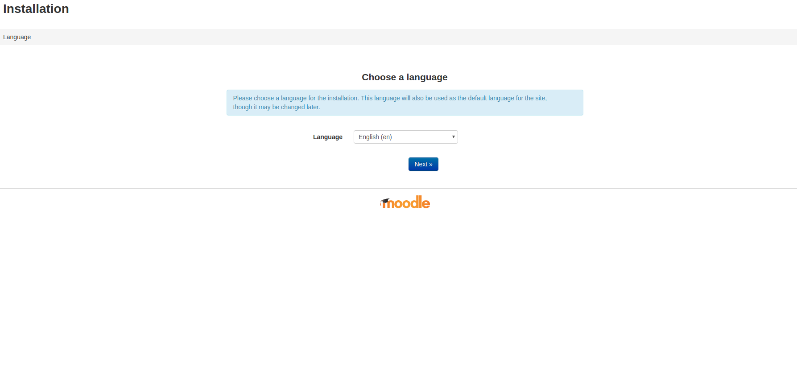 Installation
Language
Choose a language
Please choose a language for the installation. This language will also be used as the default language for the site,
though it may be changed later.
Language English (en)
Next »
moodle